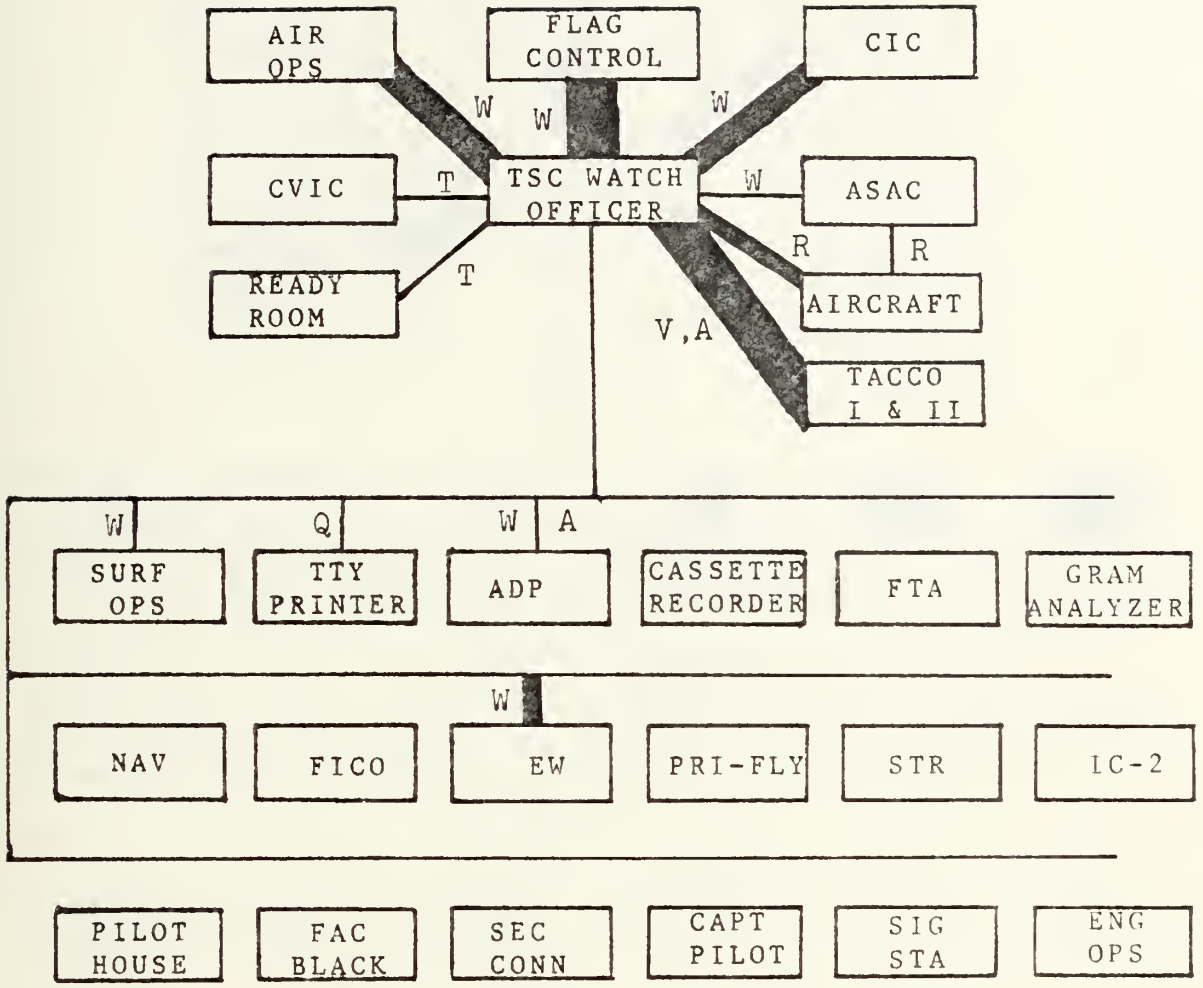 AIR
OPS
FLAG
CONTROL
CIC
W
W
W
CVIC
T
TSC WATCH
OFFICER
W
ASAC
READY
ROOM
T
R
R
AIRCRAFT
V,A
TACCO
I & II
W
Q
W
A
SURF
OPS
TTY
PRINTER
ADP
CASSETTE
RECORDER
FTA
GRAM
ANALYZER
W
NAV
FICO
EW
PRI-FLY
STR
IC-2
PILOT
HOUSE
FAC
BLACK
SEC
CONN
CAPT
PILOT
SIG
STA
ENG
OPS